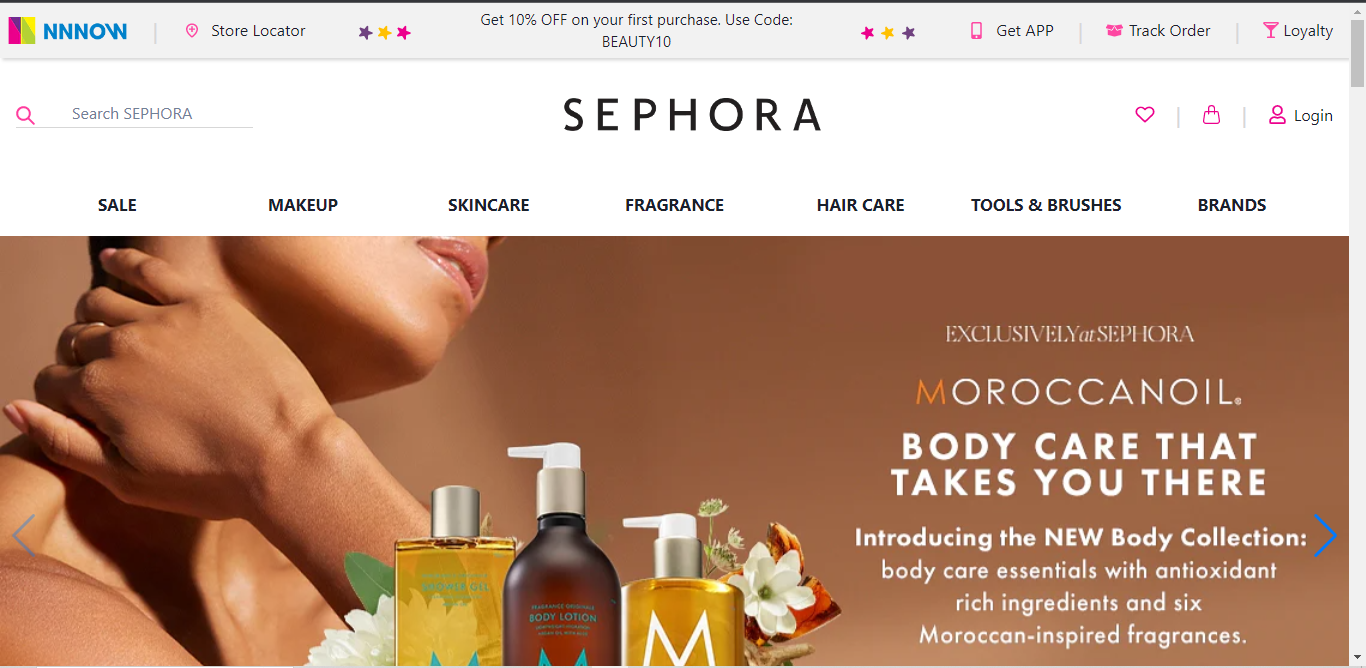 NNNOW
Store Locator
Get 10% OFF on your first purchase. Use Code:
BEAUTY10
Get APP
Track Order
Loyalty
Search SEPHORA
SEPHORA
Login
SALE
MAKEUP
SKINCARE
FRAGRANCE
HAIR CARE
TOOLS & BRUSHES
BRANDS
EXCLUSIVELY at SEPHORA
MOROCCANOIL®
BODY CARE THAT
TAKES YOU THERE
Introducing the NEW Body Collection:
body care essentials with antioxidant
rich ingredients and six
Moroccan-inspired fragrances.
SHOWER OIL
FRAGRANCE ORIGINALE
BODY LOTION
M
M
M